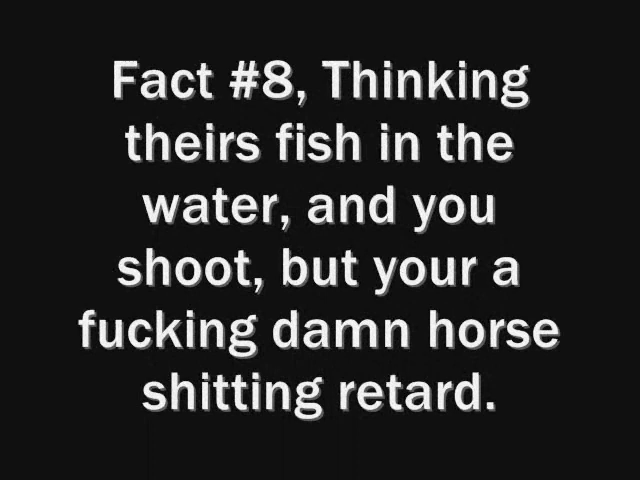 Fact #8, Thinking
theirs fish in the
water, and you
shoot, but your a
fucking damn horse
shitting retard.